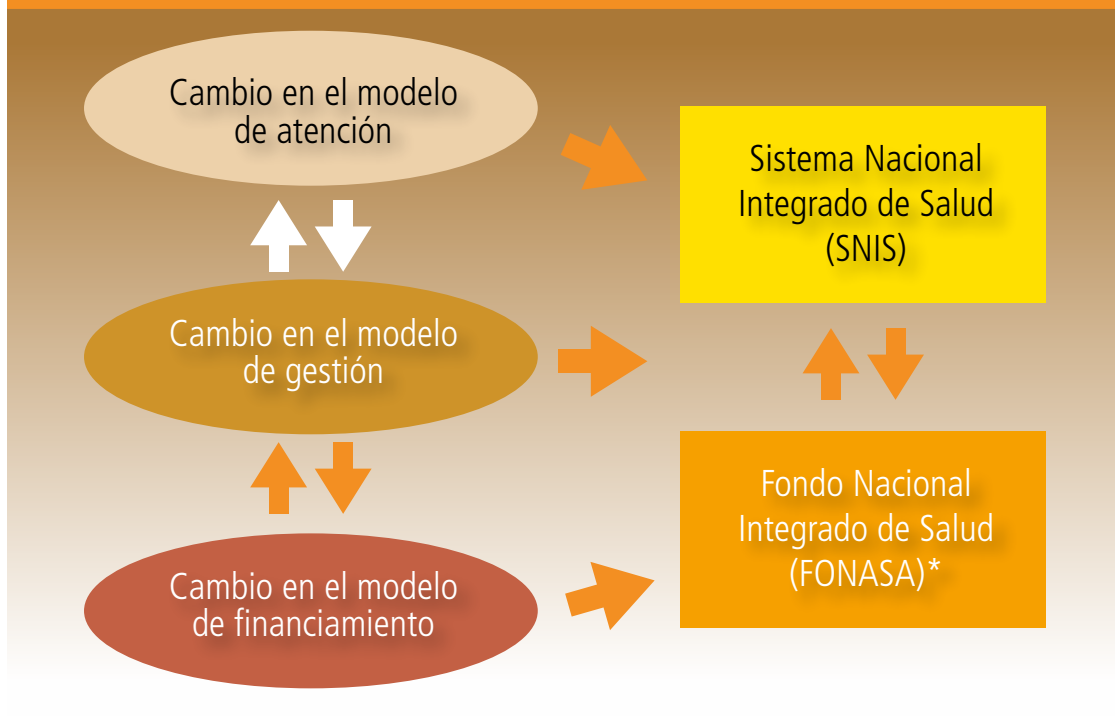 Cambio en el modelo
de atención
Sistema Nacional
Integrado de Salud
(SNIS)
Cambio en el modelo
de gestión
Fondo Nacional
Integrado de Salud
(FONASA)*
Cambio en el modelo
de financiamiento